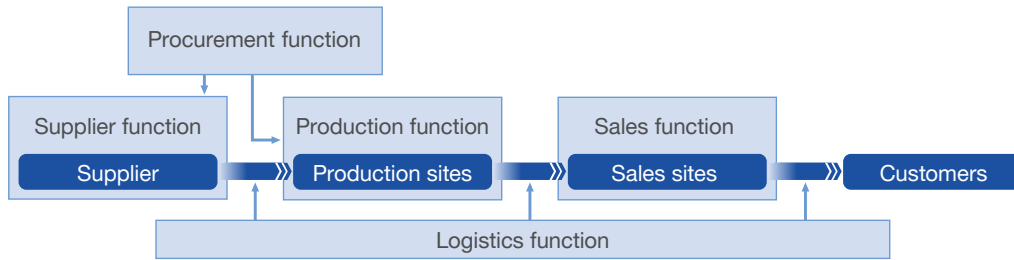 Procurement function
Supplier function
Production function
Sales function
Supplier
Production sites
Sales sites
Customers
Logistics function